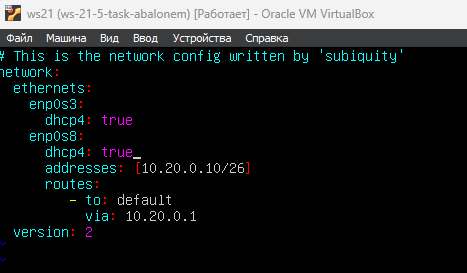 ws21 (ws-21-5-task-abalonem) [Работает] - Oracle VM VirtualBox
Файл Машина Вид Ввод Устройства Справка
# This is the network config written by 'subiquity'
network:
  ethernets:
    enp0s3:
      dhcp4: true
    enp0s8:
      dhcp4: true
      addresses: [10.20.0.10/26]
      routes:
         - to: default
           via: 10.20.0.1
  version: 2
~
~